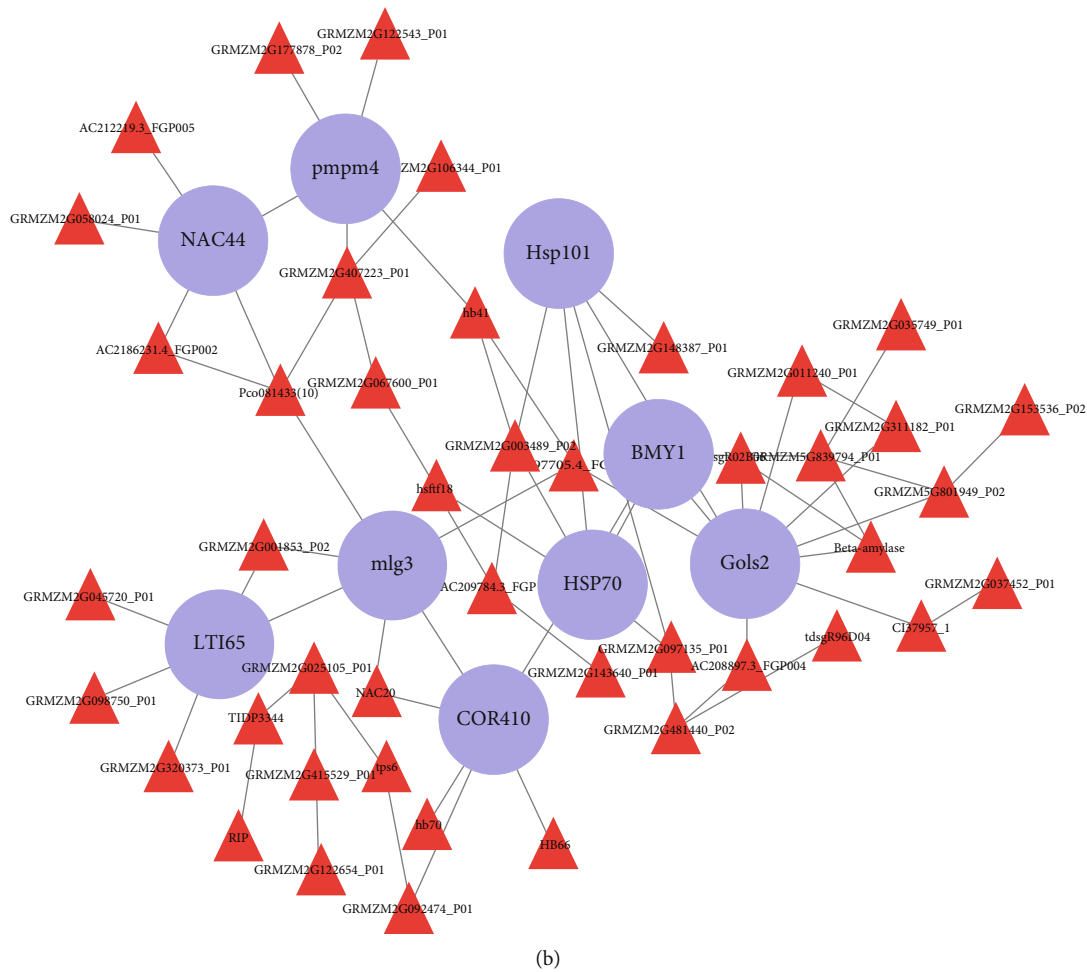 GRMZM2G122543_P01
GRMZM2G177878_P02
AC212219.3_FGP005
pmpm4
ZM2G106344_P01
GRMZM2G058024_P01
NAC44
Hsp101
GRMZM2G407223_P01
hb41
GRMZM2G035749_P01
AC2186231.4_FGP002
GRMZM2G148387_P01
GRMZM2G011240_P01
Pco081433(10)
GRMZM2G067600_P01
GRMZM2G153536_P02
GRMZM2G311182_P01
GRMZM2G003489_P02
BMY1
GRMZM5G839794_P01
97705.4_FG
hsftf18
GRMZM5G801949_P02
GRMZM2G001853_P02
mlg3
Beta-amylase
AC209784.3_FGP
HSP70
Gols2
GRMZM2G037452_P01
GRMZM2G045720_P01
LTI65
CI37957_1
tdsgR96D04
GRMZM2G097135_P01
GRMZM2G025105_P01
AC208897.3_FGP004
GRMZM2G143640_P01
GRMZM2G098750_P01
NAC20
TIDP3344
COR410
GRMZM2G481440_P02
GRMZM2G320373_P01
GRMZM2G415529_P01
tps6
hb70
RIP
HB66
GRMZM2G122654_P01
GRMZM2G092474_P01
(b)